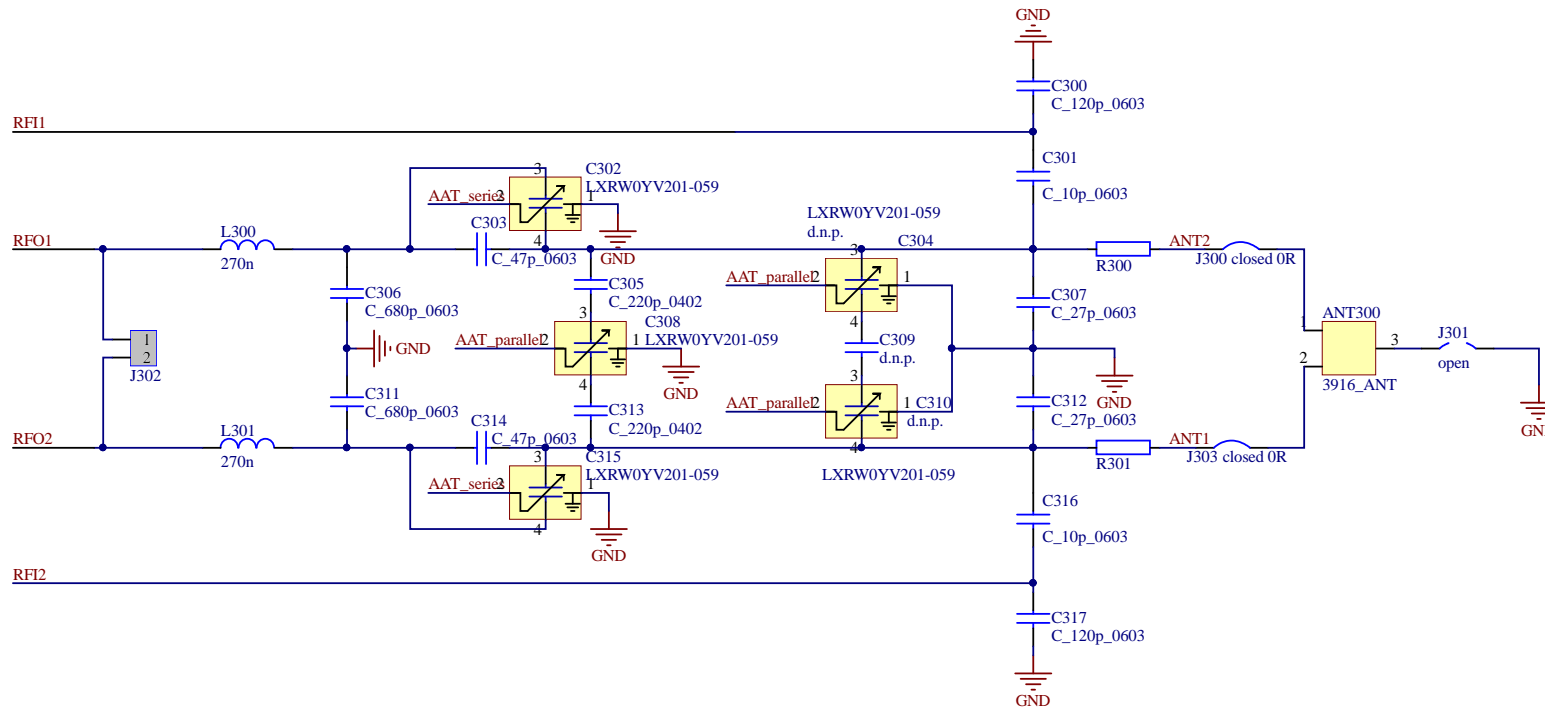 GND
C300
C_120p_0603
RFI1
C301
C_10p_0603
3
C302
LXRW0YV201-059
AAT_series
2
1
C303
4
C_47p_0603
GND
LXRW0YV201-059
d.n.p.
3
C304
RFO1
L300
270n
R300
ANT2
J300 closed 0R
AAT_parallel
2
1
4
C305
C_220p_0402
C306
C_680p_0603
C307
C_27p_0603
3
C308
LXRW0YV201-059
AAT_parallel
2
1
4
GND
GND
C309
d.n.p.
1
2
J302
1
ANT300
2
3
3916_ANT
J301
open
GND
GN
C311
C_680p_0603
C313
C_220p_0402
3
AAT_parallel
2
1
C310
d.n.p.
4
LXRW0YV201-059
C312
C_27p_0603
RFO2
L301
270n
C314
C_47p_0603
R301
ANT1
J303 closed 0R
3
C315
LXRW0YV201-059
AAT_series
2
1
4
GND
C316
C_10p_0603
RFI2
C317
C_120p_0603
GND